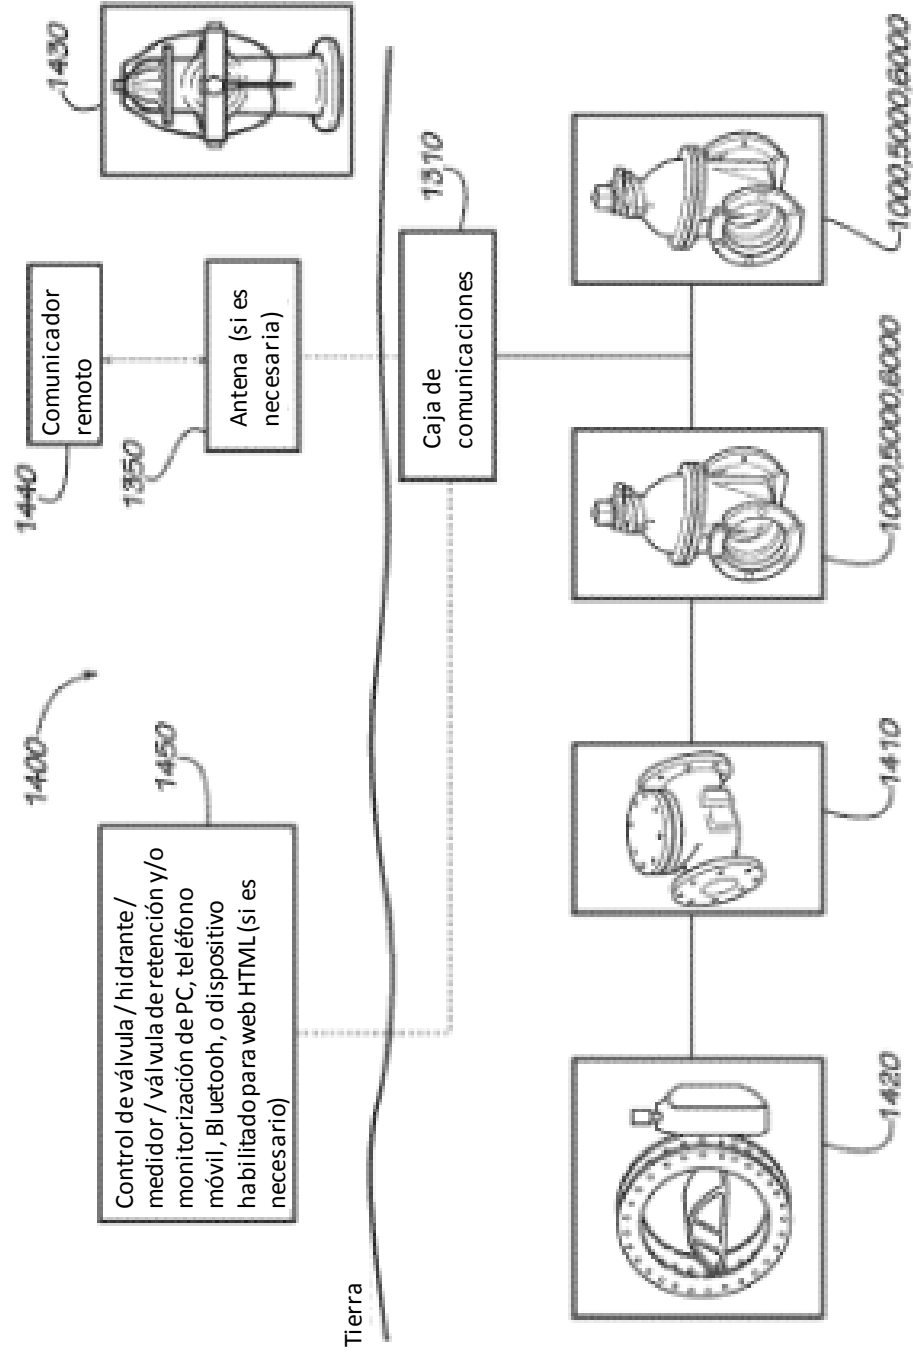 1400
Control de válvula / hidrante /
medidor / válvula de retención y/o
monitorización de PC, teléfono
móvil, Bluetooh, o dispositivo
habilitado para web HTML (si es
necesario)
1450
1440
Comunicador
remoto
1350
Antena (si es
necesaria)
1430
Tierra
Caja de
comunicaciones
1310
1420
1410
1000,5000,6000
1000,5000,6000